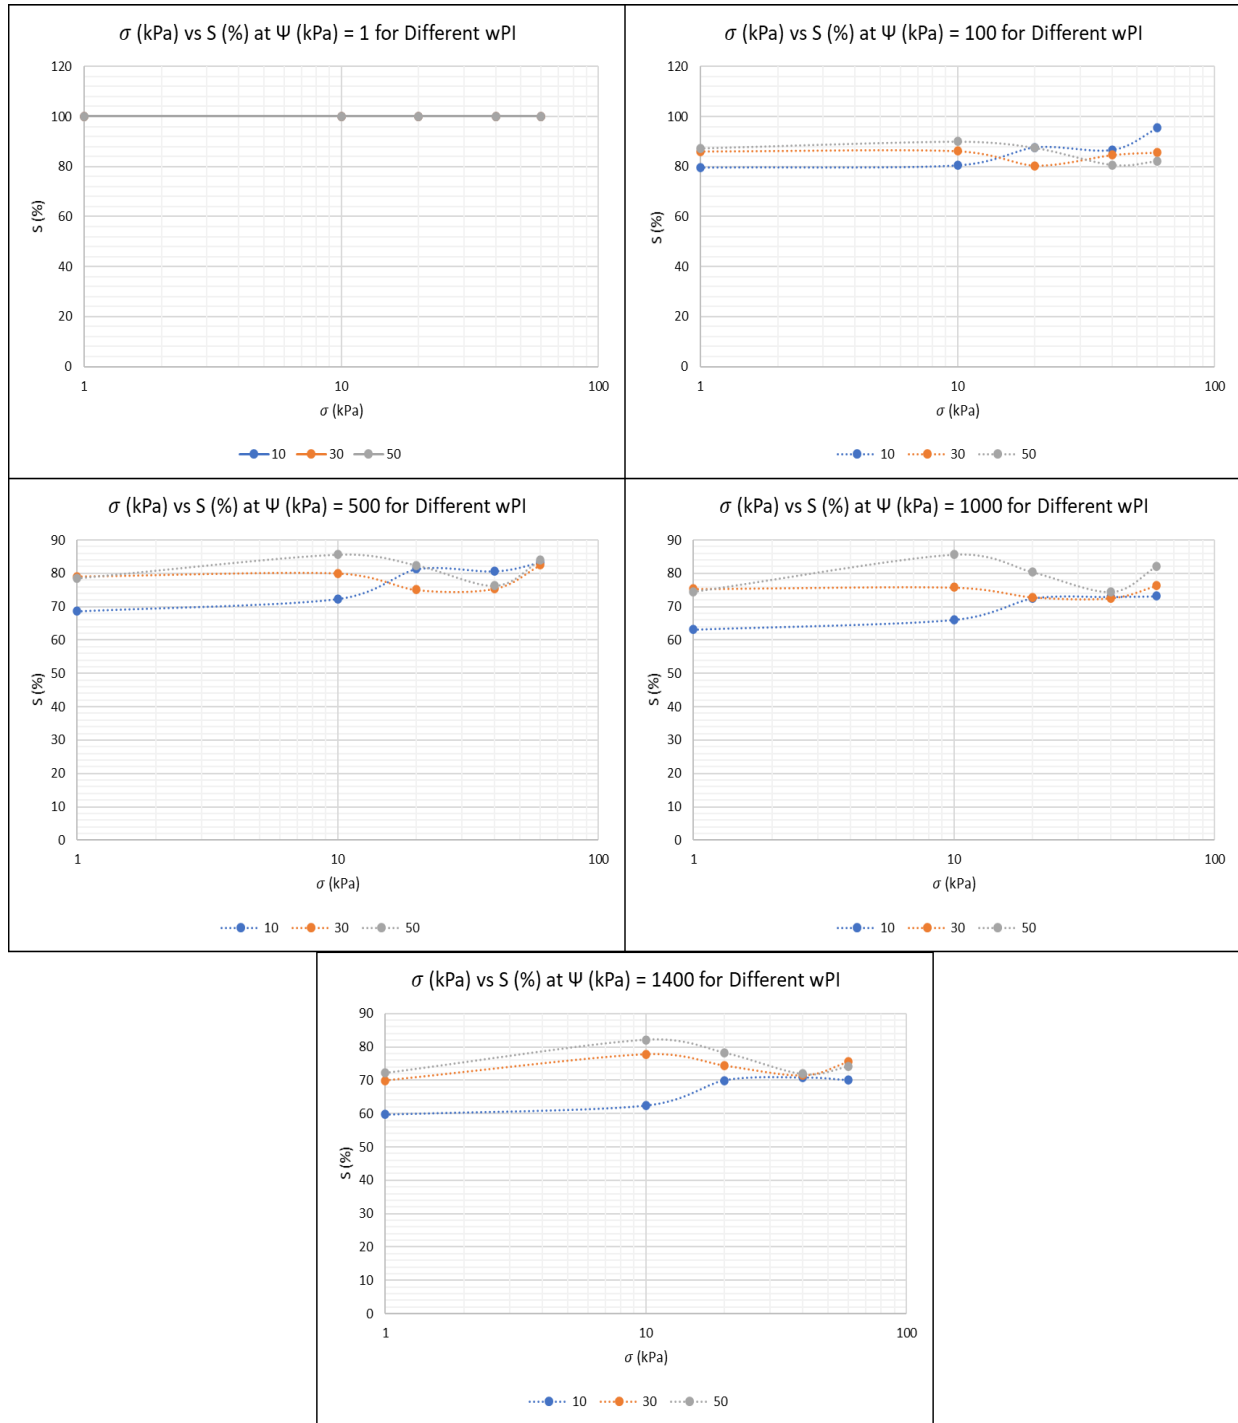 σ (kPa) vs S (%) at Ψ (kPa) = 1 for Different wPI
120
100
80
60
40
20
0
S (%)
1 10 100
σ (kPa)
10 30 50
σ (kPa) vs S (%) at Ψ (kPa) = 100 for Different wPI
120
100
80
60
40
20
0
S (%)
1 10 100
σ (kPa)
10 30 50
σ (kPa) vs S (%) at Ψ (kPa) = 500 for Different wPI
90
80
70
60
50
40
30
20
10
0
S (%)
1 10 100
σ (kPa)
10 30 50
σ (kPa) vs S (%) at Ψ (kPa) = 1000 for Different wPI
90
80
70
60
50
40
30
20
10
0
S (%)
1 10 100
σ (kPa)
10 30 50
σ (kPa) vs S (%) at Ψ (kPa) = 1400 for Different wPI
90
80
70
60
50
40
30
20
10
0
S (%)
1 10 100
σ (kPa)
10 30 50